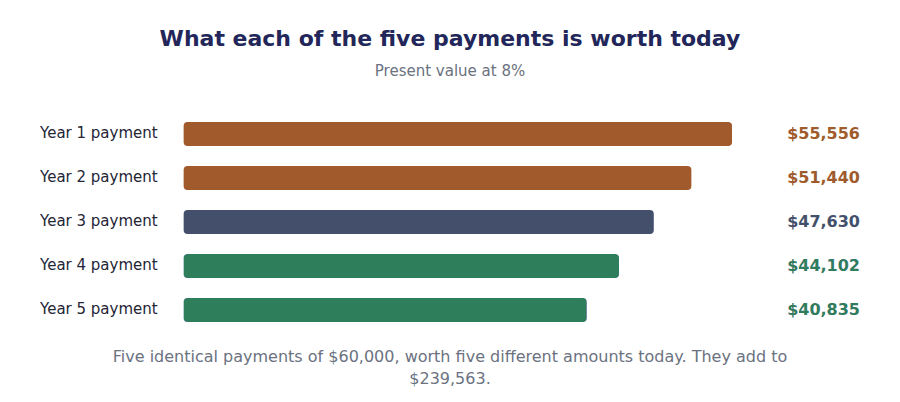 What each of the five payments is worth today
Present value at 8%
Year 1 payment $55,556
Year 2 payment $51,440
Year 3 payment $47,630
Year 4 payment $44,102
Year 5 payment $40,835
Five identical payments of $60,000, worth five different amounts today. They add to
$239,563.